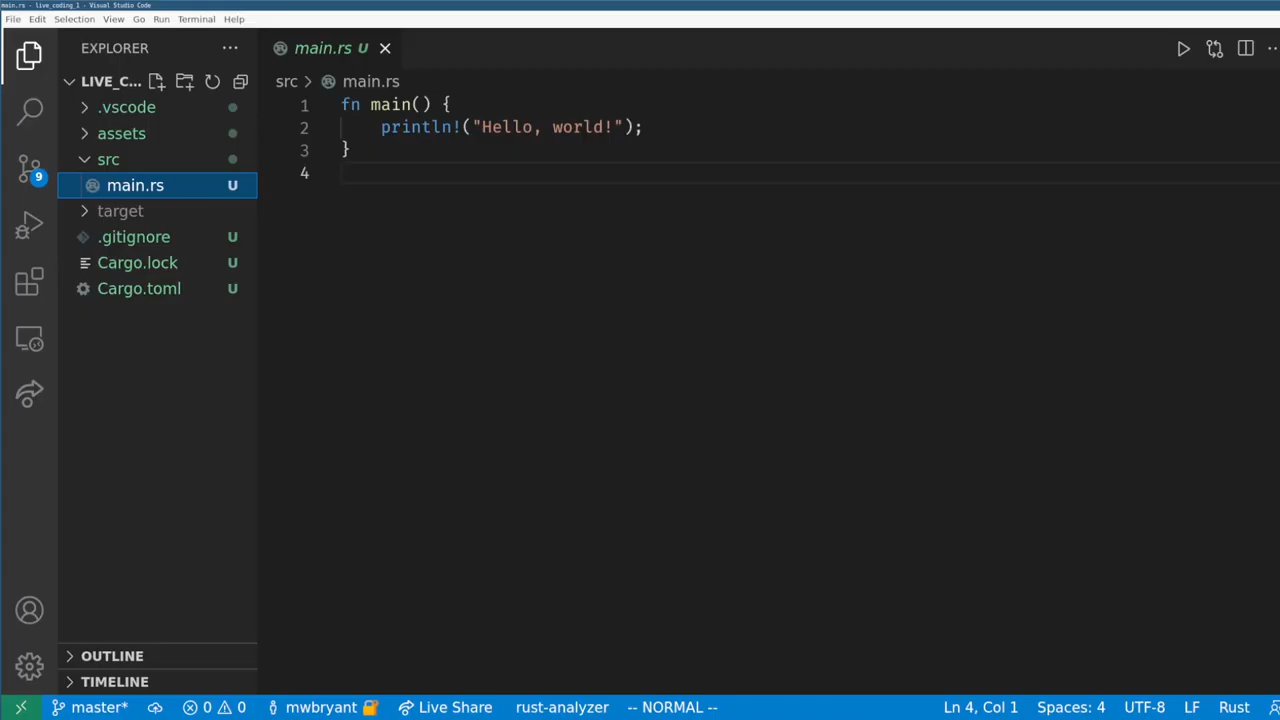 main.rs - live_coding_1 - Visual Studio Code
File Edit Selection View Go Run Terminal Help
EXPLORER
LIVE_C...
.vscode
assets
src
main.rs U
target
.gitignore U
Cargo.lock U
Cargo.toml U
OUTLINE
TIMELINE
9
main.rs U
src > main.rs
1 fn main() {
2 println!("Hello, world!");
3 }
4
master* 0 0 mwbryant Live Share rust-analyzer -- NORMAL -- Ln 4, Col 1 Spaces: 4 UTF-8 LF Rust